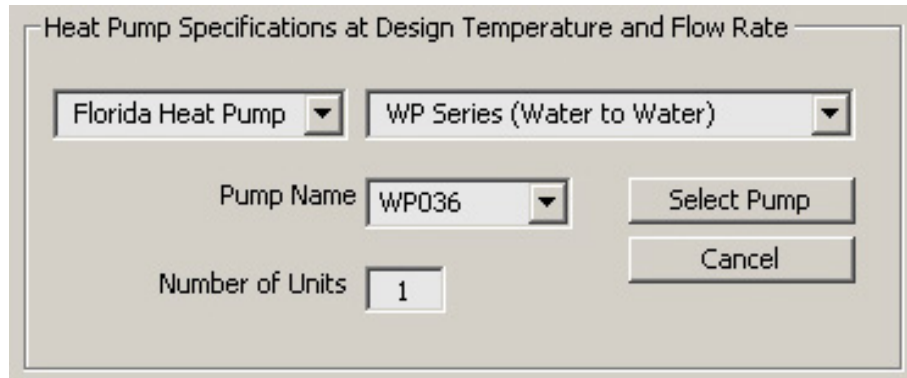 Heat Pump Specifications at Design Temperature and Flow Rate
Florida Heat Pump
WP Series (Water to Water)
Pump Name
WP036
Select Pump
Cancel
Number of Units
1